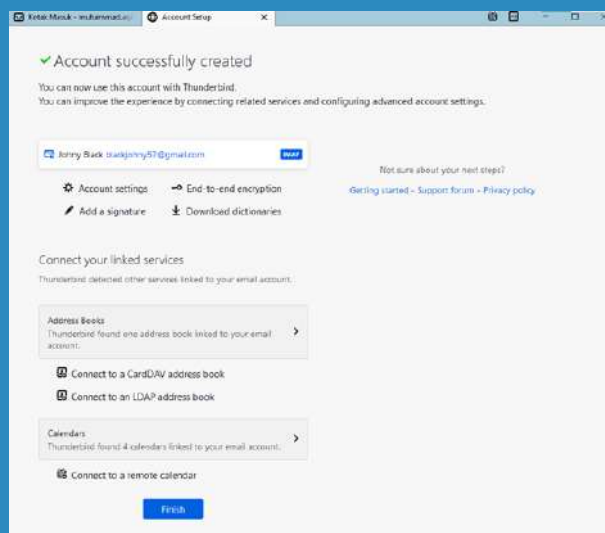 Account Setup
Account successfully created
You can now use this account with Thunderbird.
You can improve the experience by connecting related services and configuring advanced account settings.
Jonny Black blackjonny57@gmail.com IMAP
Account settings
End-to-end encryption
Add a signature
Download dictionaries
Not sure about your next steps?
Getting started - Support forum - Privacy policy
Connect your linked services
Thunderbird detected other services linked to your email account.
Address Books
Thunderbird found one address book linked to your email
account.
Connect to a CardDAV address book
Connect to an LDAP address book
Calendars
Thunderbird found 4 calendars linked to your email account.
Connect to a remote calendar
Finish